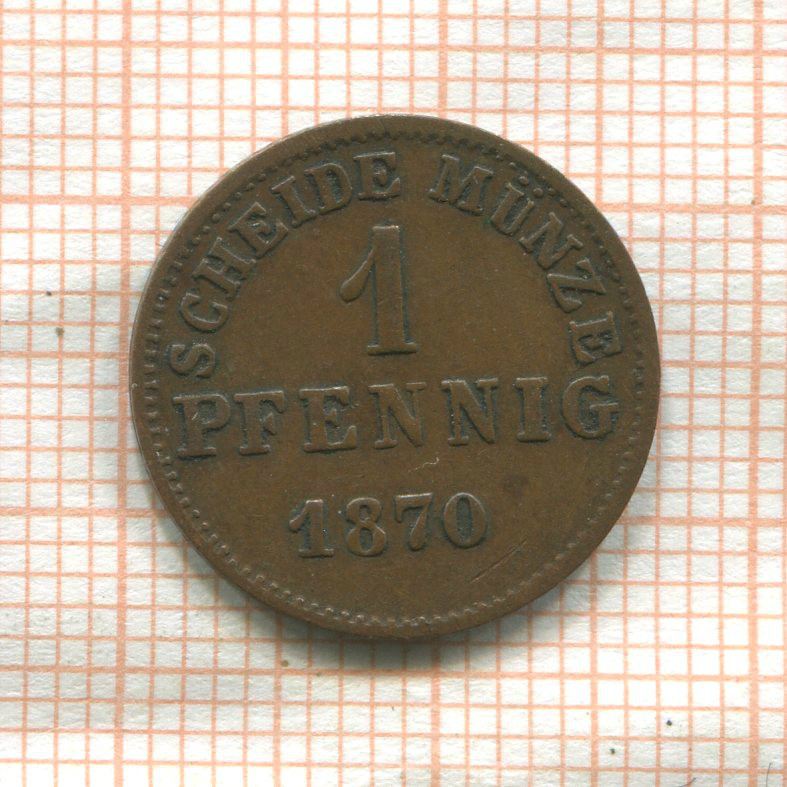 SCHEIDE MÜNZE
1
PFENNIG
1870